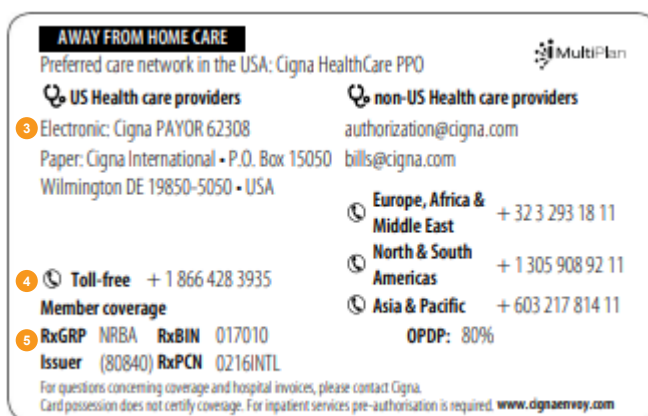 AWAY FROM HOME CARE
MultiPlan
Preferred care network in the USA: Cigna HealthCare PPO
US Health care providers
3 Electronic: Cigna PAYOR 62308
Paper: Cigna International • P.O. Box 15050
Wilmington DE 19850-5050 • USA
non-US Health care providers
authorization@cigna.com
bills@cigna.com
Europe, Africa & Middle East + 32 3 293 18 11
North & South Americas + 1 305 908 92 11
Asia & Pacific + 603 217 814 11
4 Toll-free + 1 866 428 3935
Member coverage
5 RxGRP NRBA RxBIN 017010
OPDP: 80%
Issuer (80840) RxPCN 0216INTL
For questions concerning coverage and hospital invoices, please contact Cigna.
Card possession does not certify coverage. For inpatient services pre-authorisation is required. www.cignaenvoy.com